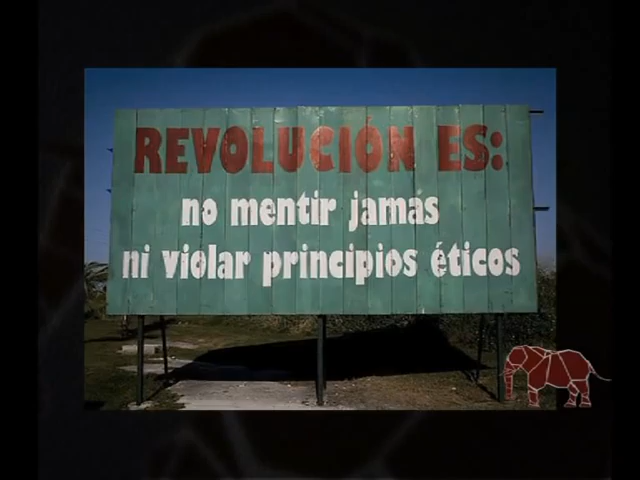 REVOLUCIÓN ES:
no mentir jamás
ni violar principios éticos